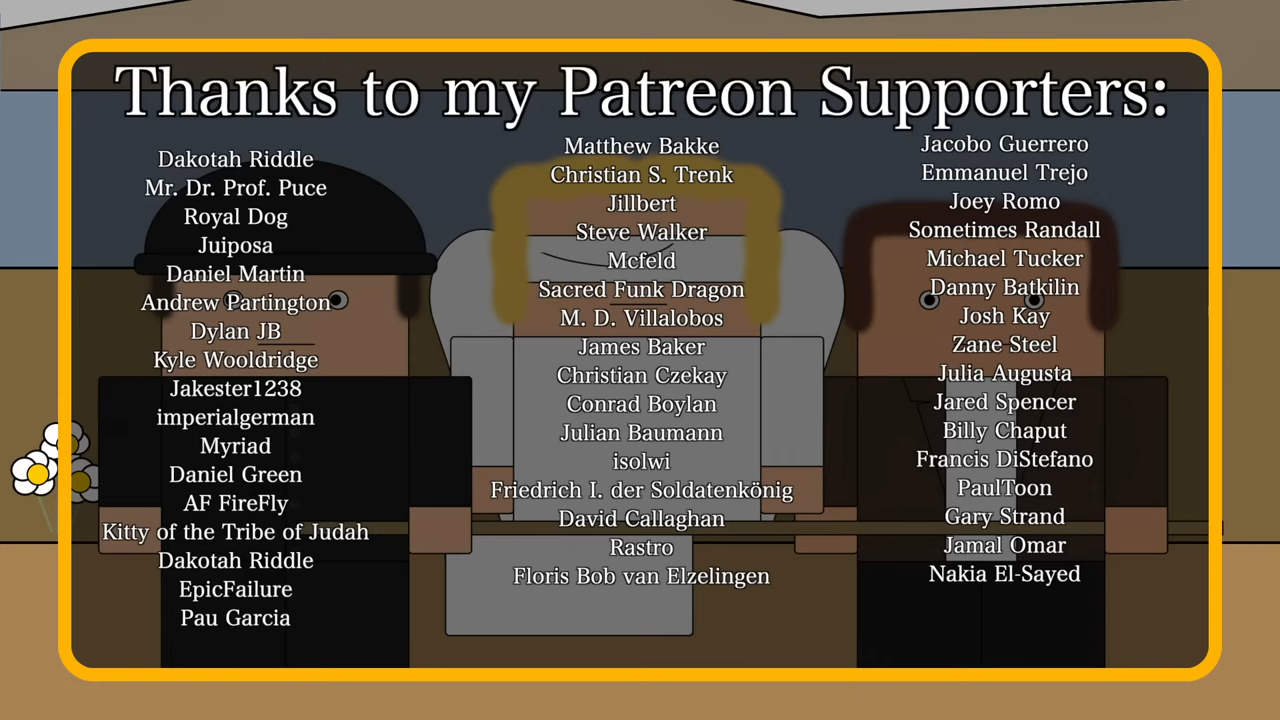 Thanks to my Patreon Supporters:
Dakotah Riddle
Mr. Dr. Prof. Puce
Royal Dog
Juiposa
Daniel Martin
Andrew Partington
Dylan JB
Kyle Wooldridge
Jakester1238
imperialgerman
Myriad
Daniel Green
AF FireFly
Kitty of the Tribe of Judah
Dakotah Riddle
EpicFailure
Pau Garcia
Matthew Bakke
Christian S. Trenk
Jillbert
Steve Walker
Mcfeld
Sacred Funk Dragon
M. D. Villalobos
James Baker
Christian Czekay
Conrad Boylan
Julian Baumann
isolwi
Friedrich I. der Soldatenkönig
David Callaghan
Rastro
Floris Bob van Elzelingen
Jacobo Guerrero
Emmanuel Trejo
Joey Romo
Sometimes Randall
Michael Tucker
Danny Batkilin
Josh Kay
Zane Steel
Julia Augusta
Jared Spencer
Billy Chaput
Francis DiStefano
PaulToon
Gary Strand
Jamal Omar
Nakia El-Sayed